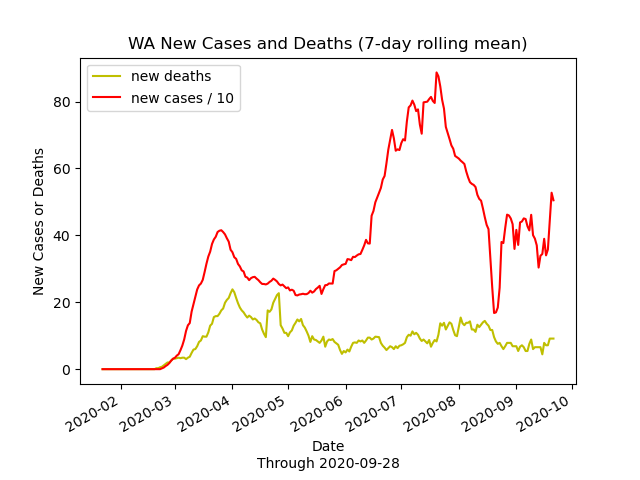 WA New Cases and Deaths (7-day rolling mean)
new deaths
new cases / 10
80
60
40
20
0
New Cases or Deaths
2020-02
2020-03
2020-04
2020-05
2020-06
2020-07
2020-08
2020-09
2020-10
Date
Through 2020-09-28